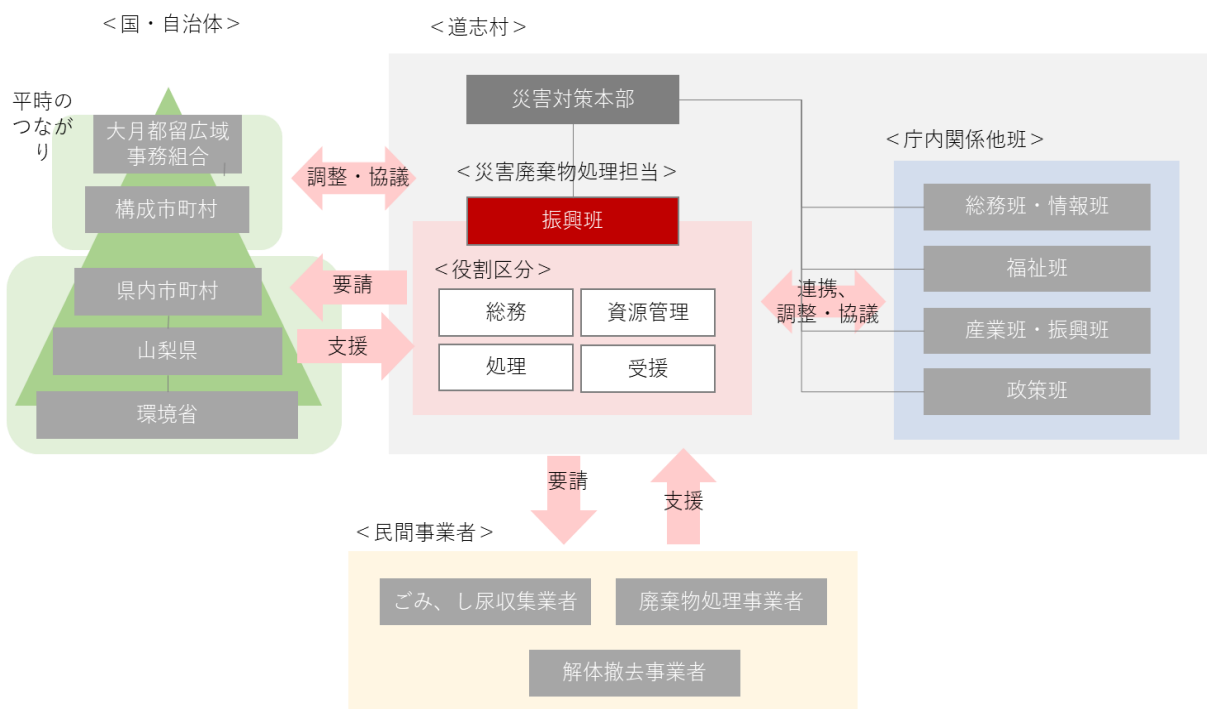 ＜国・自治体＞
平時の
つなが
り
大月都留広域
事務組合
構成市町村
県内市町村
山梨県
環境省
調整・協議
要請
支援
＜道志村＞
災害対策本部
＜災害廃棄物処理担当＞
振興班
＜役割区分＞
総務
資源管理
処理
受援
連携、
調整・協議
＜庁内関係他班＞
総務班・情報班
福祉班
産業班・振興班
政策班
要請
支援
＜民間事業者＞
ごみ、し尿収集業者
廃棄物処理事業者
解体撤去事業者